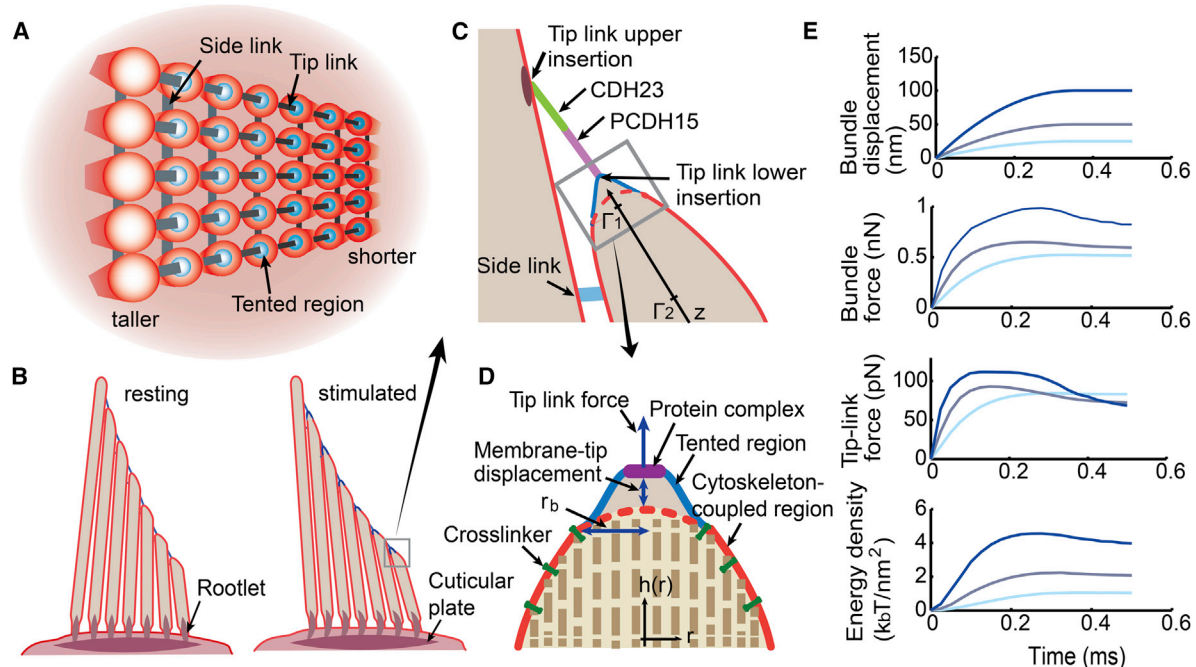 A
Side link
Tip link
shorter
Tented region
taller
B
resting
stimulated
Rootlet
Cuticular
plate
C
Tip link upper
insertion
CDH23
PCDH15
Tip link lower
insertion
Γ1
Side link
Γ2
z
D
Tip link force
Protein complex
Membrane-tip
displacement
Tented region
Cytoskeleton-
coupled region
rb
Crosslinker
h(r)
r
E
Bundle
displacement
(nm)
150
100
50
0
0
0.2
0.4
0.6
Bundle
force (nN)
1
0.5
0
0
0.2
0.4
0.6
Tip-link
force (pN)
100
50
0
0
0.2
0.4
0.6
Energy density
(kbT/nm2)
6
4
2
0
0
0.2
0.4
0.6
Time (ms)